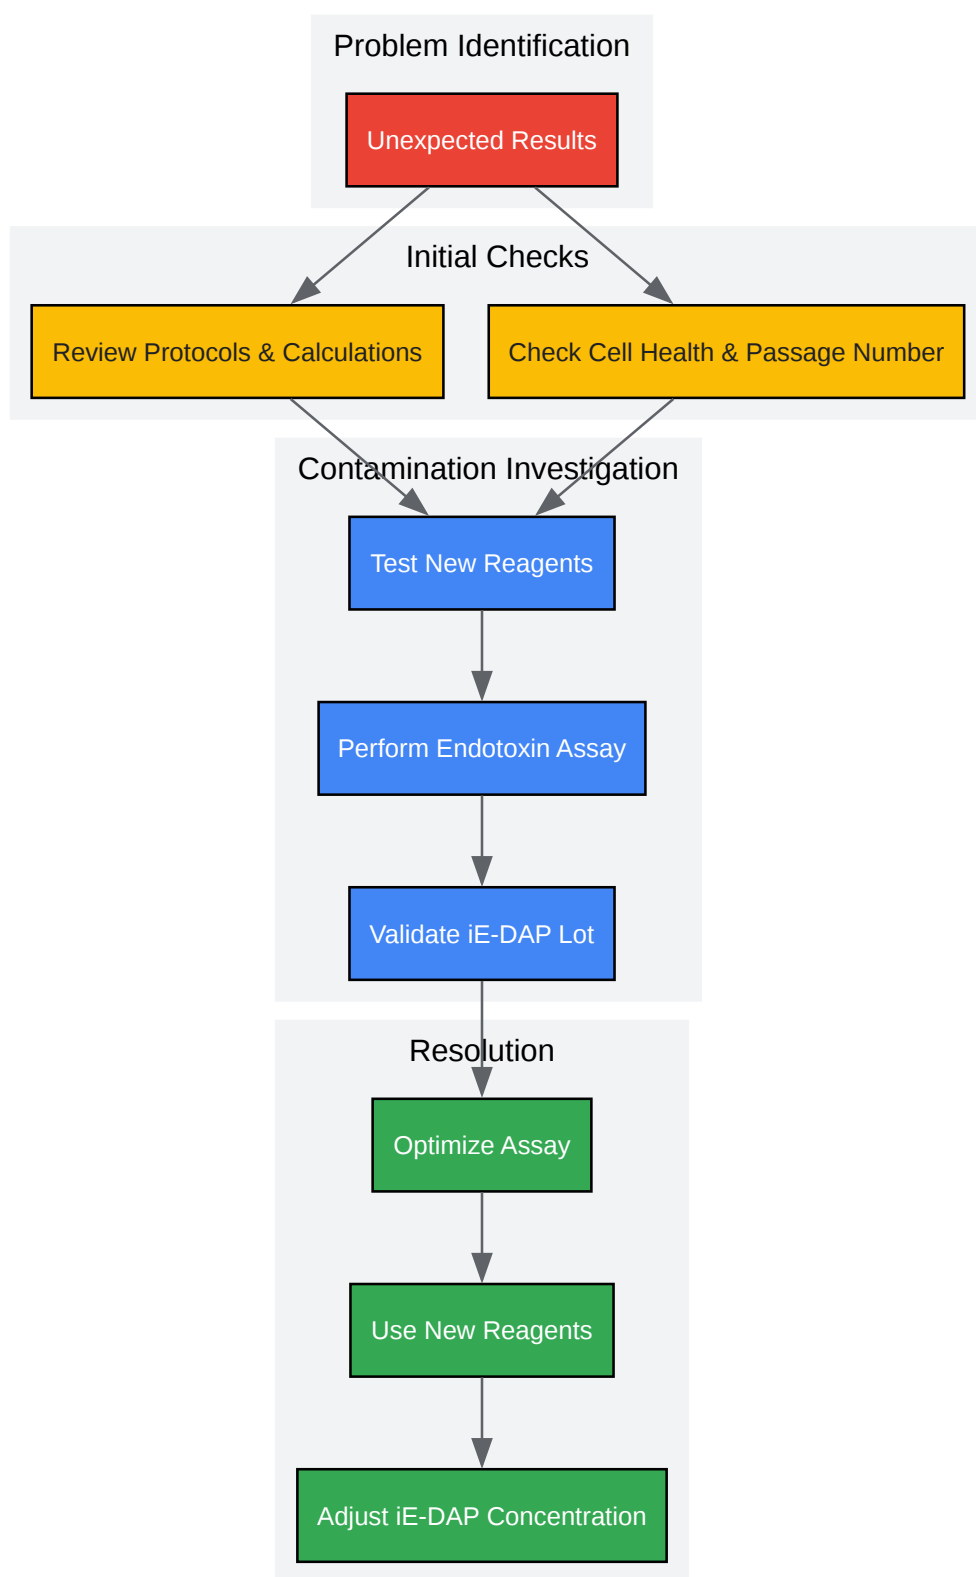 Problem Identification
Unexpected Results
Initial Checks
Review Protocols & Calculations
Check Cell Health & Passage Number
Contamination Investigation
Test New Reagents
Perform Endotoxin Assay
Validate iE-DAP Lot
Resolution
Optimize Assay
Use New Reagents
Adjust iE-DAP Concentration